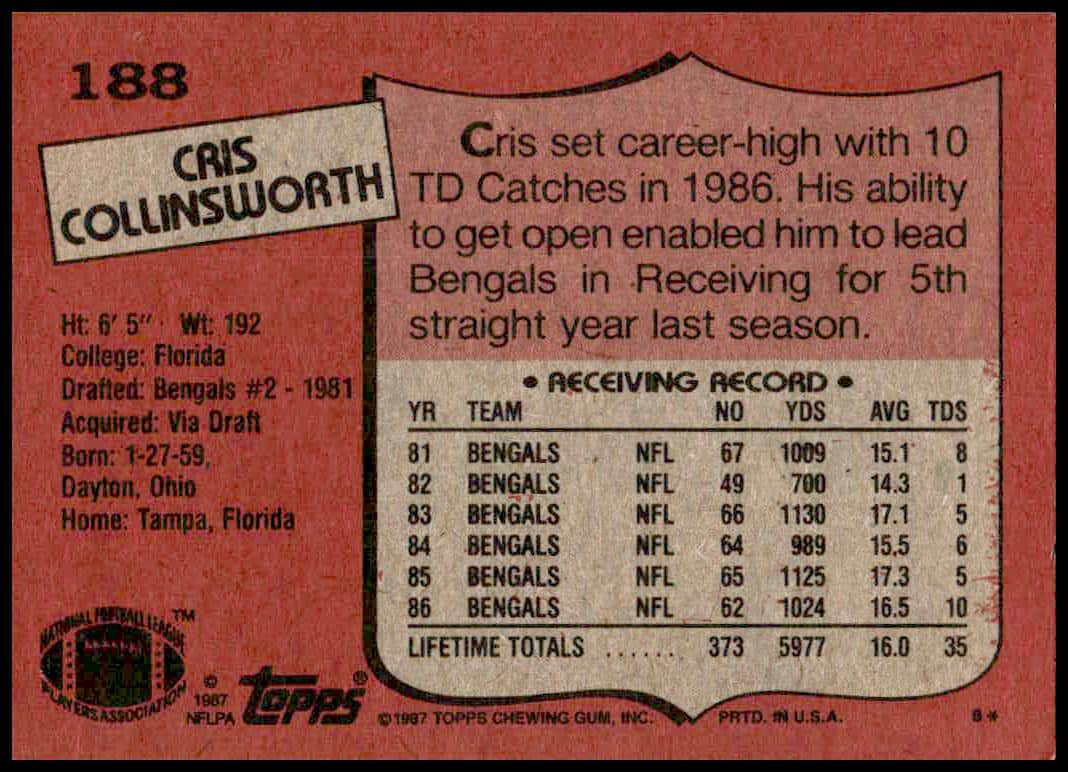 188
CRIS
COLLINSWORTH
Ht: 6' 5" Wt: 192
College: Florida
Drafted: Bengals #2 - 1981
Acquired: Via Draft
Born: 1-27-59,
Dayton, Ohio
Home: Tampa, Florida
Cris set career-high with 10
TD Catches in 1986. His ability
to get open enabled him to lead
Bengals in Receiving for 5th
straight year last season.
• RECEIVING RECORD •
YR TEAM NO YDS AVG TDS
81 BENGALS NFL 67 1009 15.1 8
82 BENGALS NFL 49 700 14.3 1
83 BENGALS NFL 66 1130 17.1 5
84 BENGALS NFL 64 989 15.5 6
85 BENGALS NFL 65 1125 17.3 5
86 BENGALS NFL 62 1024 16.5 10
LIFETIME TOTALS ....... 373 5977 16.0 35
NATIONAL FOOTBALL LEAGUE ™
PLAYERS ASSOCIATION
© 1987 NFLPA
topps®
©1987 TOPPS CHEWING GUM, INC. PRTD. IN U.S.A.